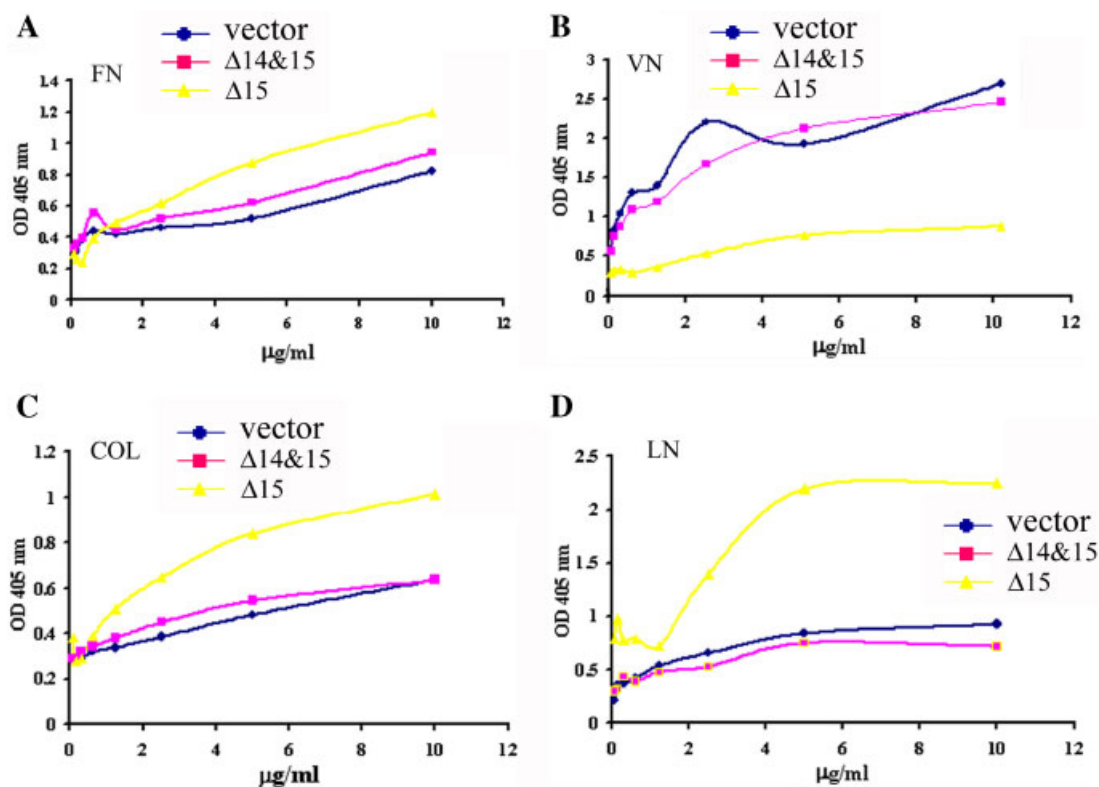 A
FN
vector
Δ14&15
Δ15
1.4
1.2
1
0.8
0.6
0.4
0.2
0
OD 405 nm
0 2 4 6 8 10 12
µg/ml
B
VN
vector
Δ14&15
Δ15
3
2.5
2
1.5
1
0.5
0
OD 405 nm
0 2 4 6 8 10 12
µg/ml
C
COL
vector
Δ14&15
Δ15
1.2
1
0.8
0.6
0.4
0.2
0
OD 405 nm
0 2 4 6 8 10 12
µg/ml
D
LN
vector
Δ14&15
Δ15
2.5
2
1.5
1
0.5
0
OD 405 nm
0 2 4 6 8 10 12
µg/ml